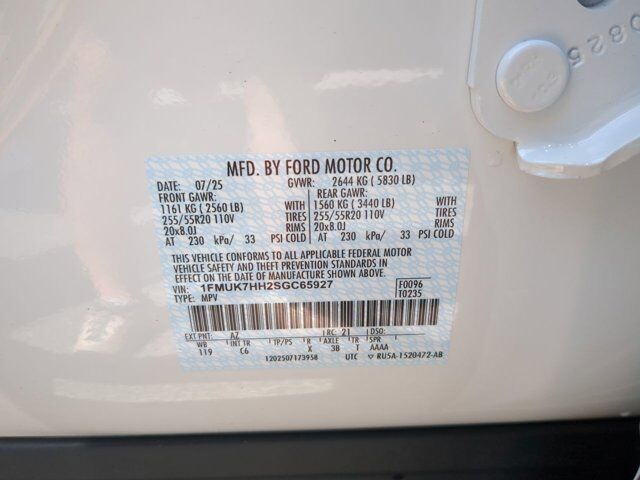 0825
MFD. BY FORD MOTOR CO.
DATE: 07/25 GVWR: 2644 KG ( 5830 LB)
FRONT GAWR: REAR GAWR:
1161 KG ( 2560 LB) WITH 1560 KG ( 3440 LB) WITH
255/55R20 110V TIRES 255/55R20 110V TIRES
20x8.0J RIMS 20x8.0J RIMS
AT 230 kPa/ 33 PSI COLD AT 230 kPa/ 33 PSI COLD
THIS VEHICLE CONFORMS TO ALL APPLICABLE FEDERAL MOTOR
VEHICLE SAFETY AND THEFT PREVENTION STANDARDS IN EFFECT ON THE DATE OF
MANUFACTURE SHOWN ABOVE.
VIN: 1FMUK7HH2SGC65927 F0096
TYPE: MPV T0235
EXT PNT: AZ RC: 21 DSO:
WB INT TR TP/PS R AXLE TR SPR
119 C6 X 3B T AAAA
1202507173958 UTC RU5A-1520472-AB